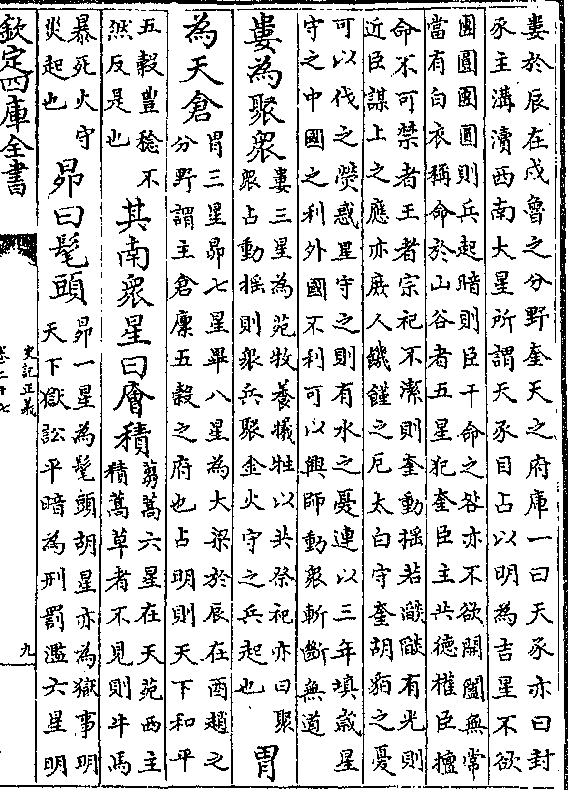 婁於辰在戍魯之分野奎天之府庫一曰天豕亦曰封
豕主溝瀆西南大星所謂天豕目占以明為吉星不欲
團圓團圓則兵起暗則臣干命之咎亦不欲開闔無常
當有白衣稱命於山谷者五星犯奎臣主共德權臣擅
命不可禁者王者宗祀不潔則奎動揺若㷿㷿有光則
近臣謀上之應亦庶人饑饉之厄太白守奎胡貊之憂
可以伐之熒惑星守之則有水之憂連以三年填歳星
守之中國之利外國不利可以興師動衆斬斷無道
婁為聚衆
婁三星為苑牧養犧牲以共祭祀亦曰聚
衆占動揺則衆兵聚金火守之兵起也
胃
為天倉
胃三星昴七星畢八星為大梁於辰在酉趙之
分野謂主倉廪五穀之府也占明則天下和平
五穀豐稔不
然反是也
其南衆星曰廥積
芻藁六星在天苑西主
積藁草者不見則牛馬
暴死火守
災起也
昴曰髦頭
昴一星為髦頭胡星亦為獄事明
天下獄訟平暗為刑罰濫六星明
欽定四庫全書
史記正義
卷二十七
九